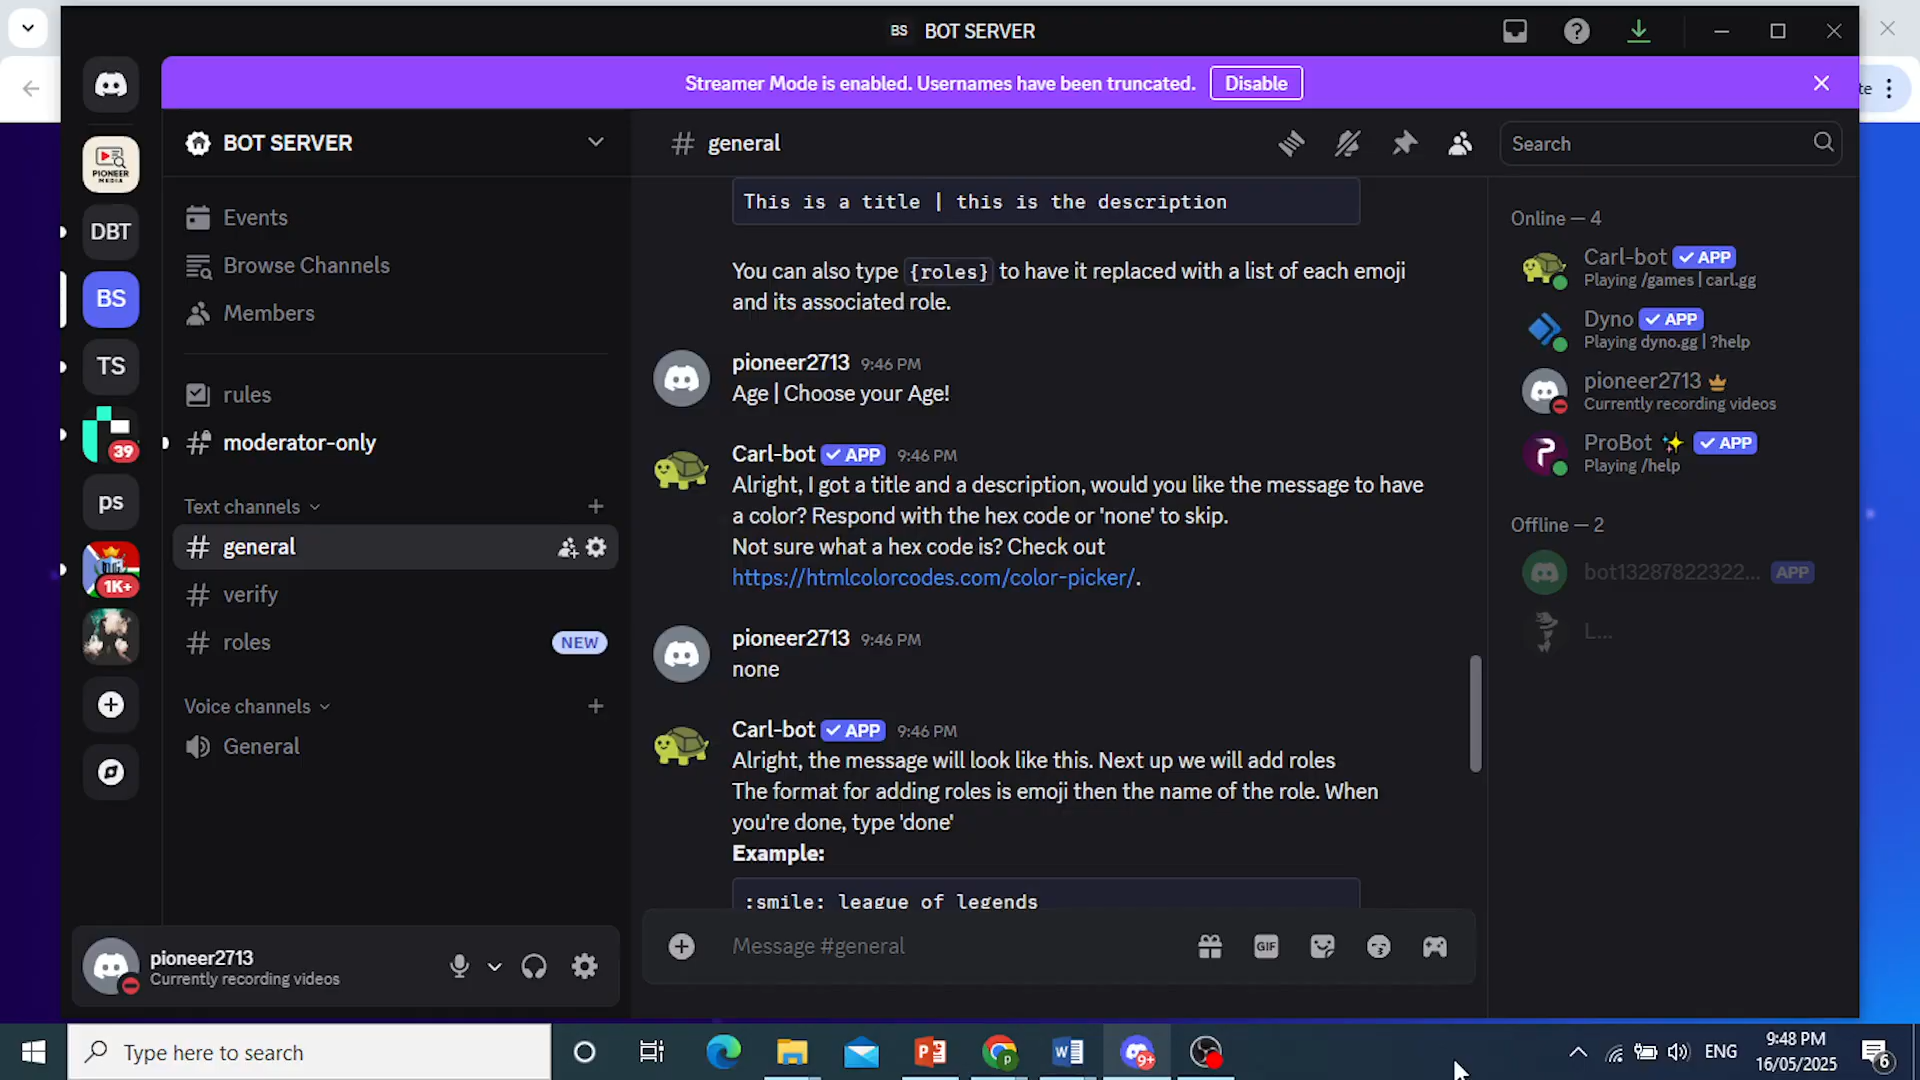 BS BOT SERVER
Streamer Mode is enabled. Usernames have been truncated. Disable
te
PIONEER
MEDIA
DBT
BS
TS
39
ps
1K+
BOT SERVER
Events
Browse Channels
Members
rules
moderator-only
Text channels
general
verify
roles NEW
Voice channels
General
pioneer2713
Currently recording videos
general
Search
This is a title | this is the description
You can also type {roles} to have it replaced with a list of each emoji
and its associated role.
pioneer2713 9:46 PM
Age | Choose your Age!
Carl-bot ✓ APP 9:46 PM
Alright, I got a title and a description, would you like the message to have
a color? Respond with the hex code or 'none' to skip.
Not sure what a hex code is? Check out
https://htmlcolorcodes.com/color-picker/.
pioneer2713 9:46 PM
none
Carl-bot ✓ APP 9:46 PM
Alright, the message will look like this. Next up we will add roles
The format for adding roles is emoji then the name of the role. When
you're done, type 'done'
Example:
:smile: league of legends
Message #general
GIF
Online — 4
Carl-bot ✓ APP
Playing /games | carl.gg
Dyno ✓ APP
Playing dyno.gg | ?help
pioneer2713
Currently recording videos
ProBot ✨ ✓ APP
Playing /help
Offline — 2
bot13287822322... APP
L...
Type here to search
9+
ENG
9:48 PM
16/05/2025
6